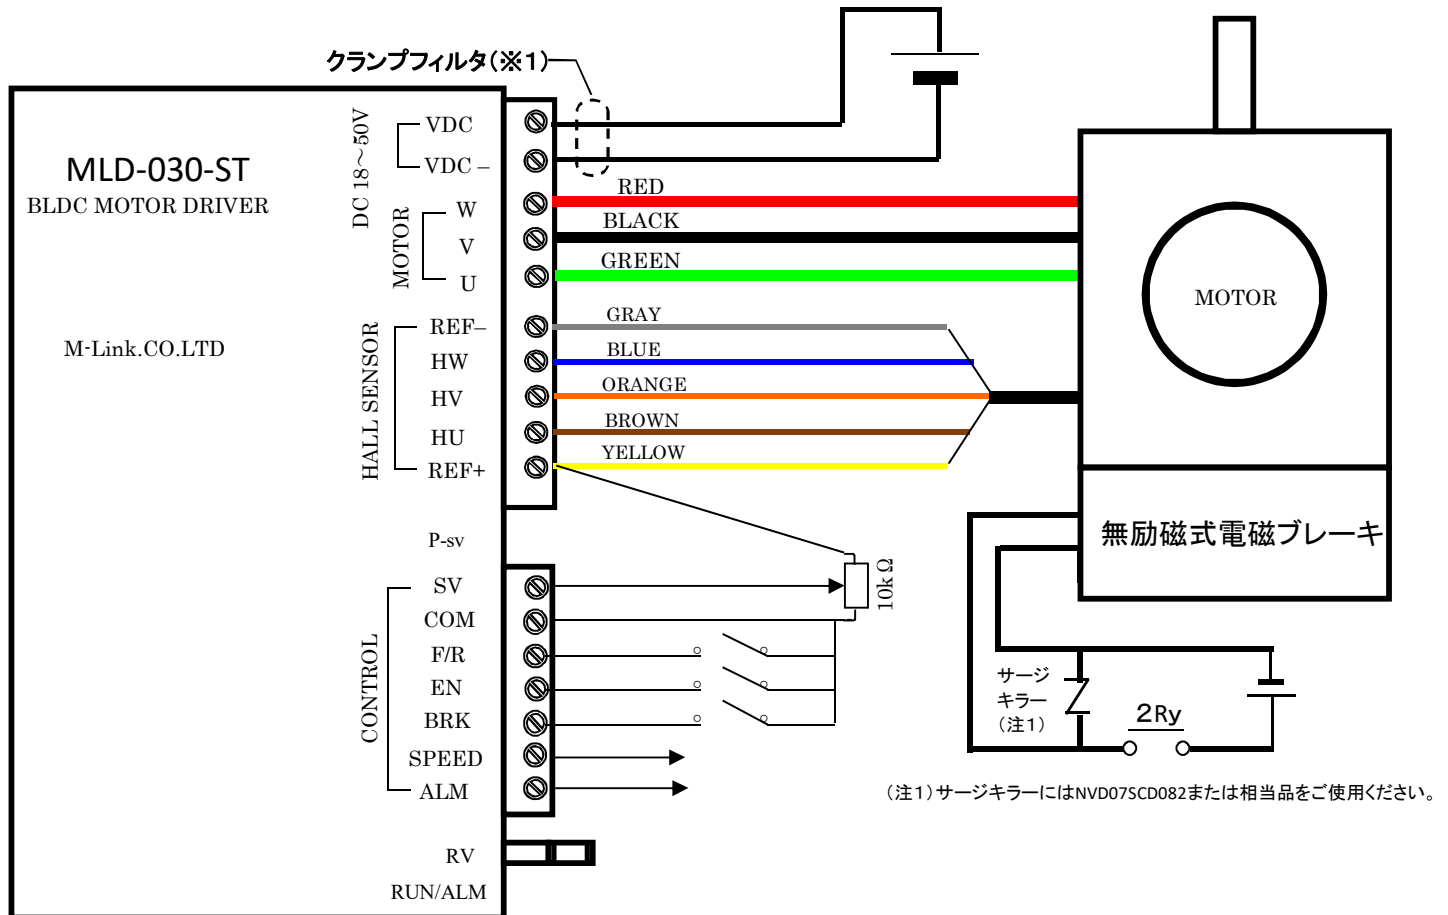 クランプフィルタ(※1)
MLD-030-ST
BLDC MOTOR DRIVER
M-Link.CO.LTD
DC 18～50V
VDC
VDC –
MOTOR
W
V
U
HALL SENSOR
REF–
HW
HV
HU
REF+
P-sv
CONTROL
SV
COM
F/R
EN
BRK
SPEED
ALM
RV
RUN/ALM
RED
BLACK
GREEN
GRAY
BLUE
ORANGE
BROWN
YELLOW
10kΩ
MOTOR
無励磁式電磁ブレーキ
サージ
キラー
(注1)
2Ry
(注1)サージキラーにはNVD07SCD082または相当品をご使用ください。